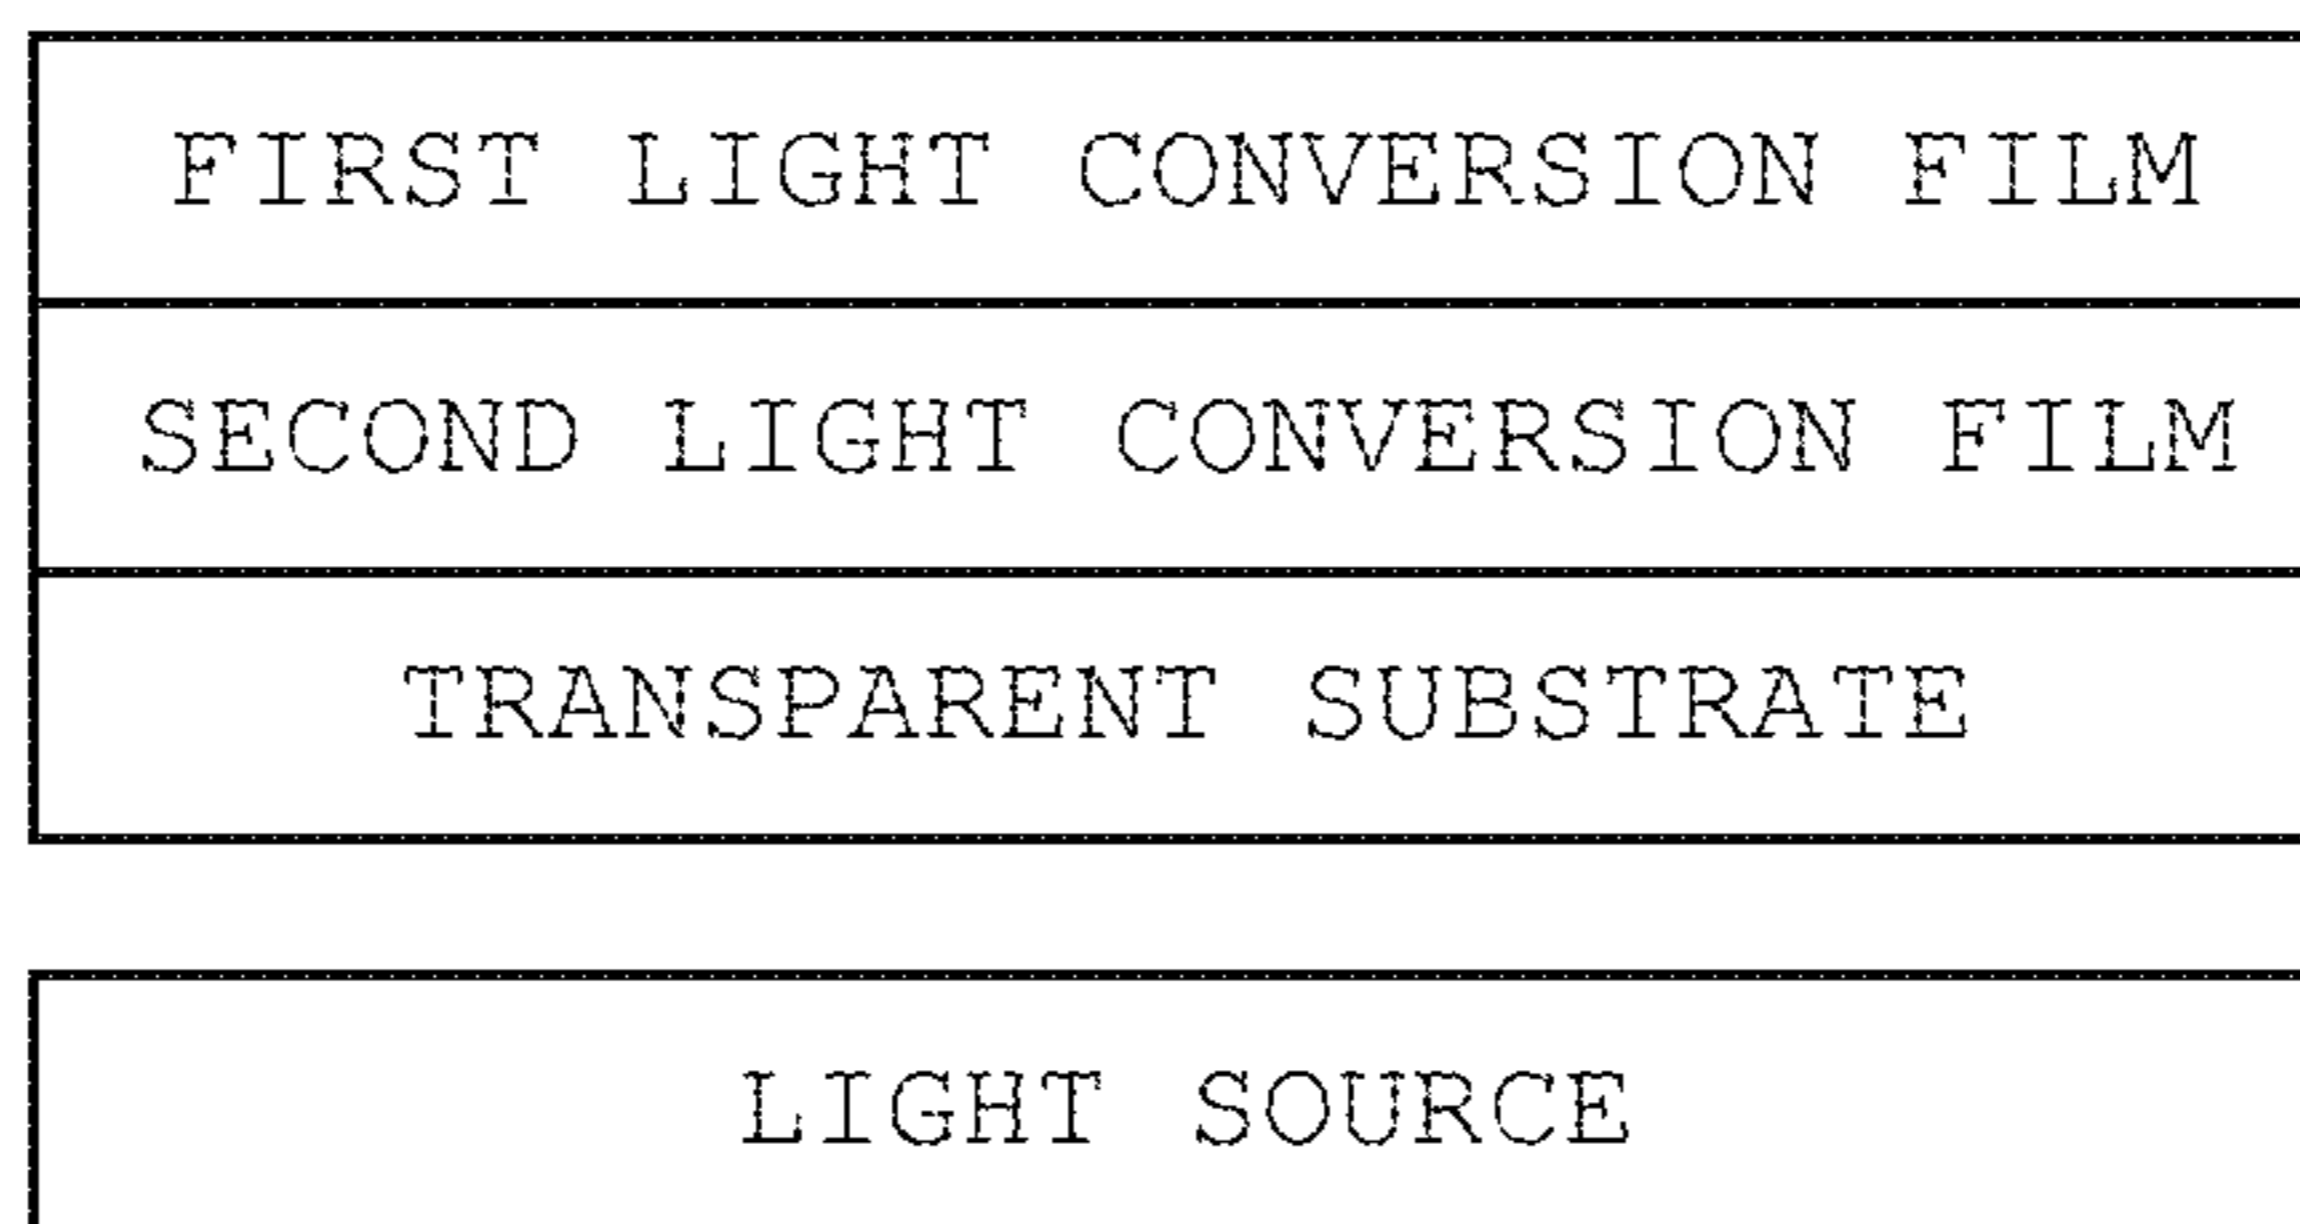 FIRST LIGHT CONVERSION FILM
SECOND LIGHT CONVERSION FILM
TRANSPARENT SUBSTRATE
LIGHT SOURCE